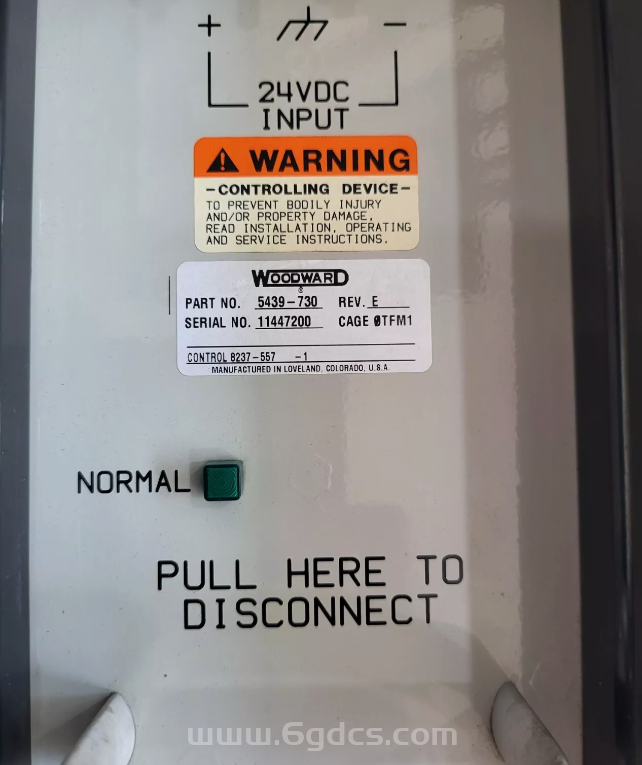 + −
24VDC
INPUT
WARNING
-CONTROLLING DEVICE-
TO PREVENT BODILY INJURY
AND/OR PROPERTY DAMAGE,
READ INSTALLATION, OPERATING
AND SERVICE INSTRUCTIONS.
WOODWARD
®
PART NO. 5439-730 REV. E
SERIAL NO. 11447200 CAGE 0TFM1
CONTROL 8237-557 -1
MANUFACTURED IN LOVELAND, COLORADO, U.S.A.
NORMAL
PULL HERE TO
DISCONNECT
www.6gdcs.com